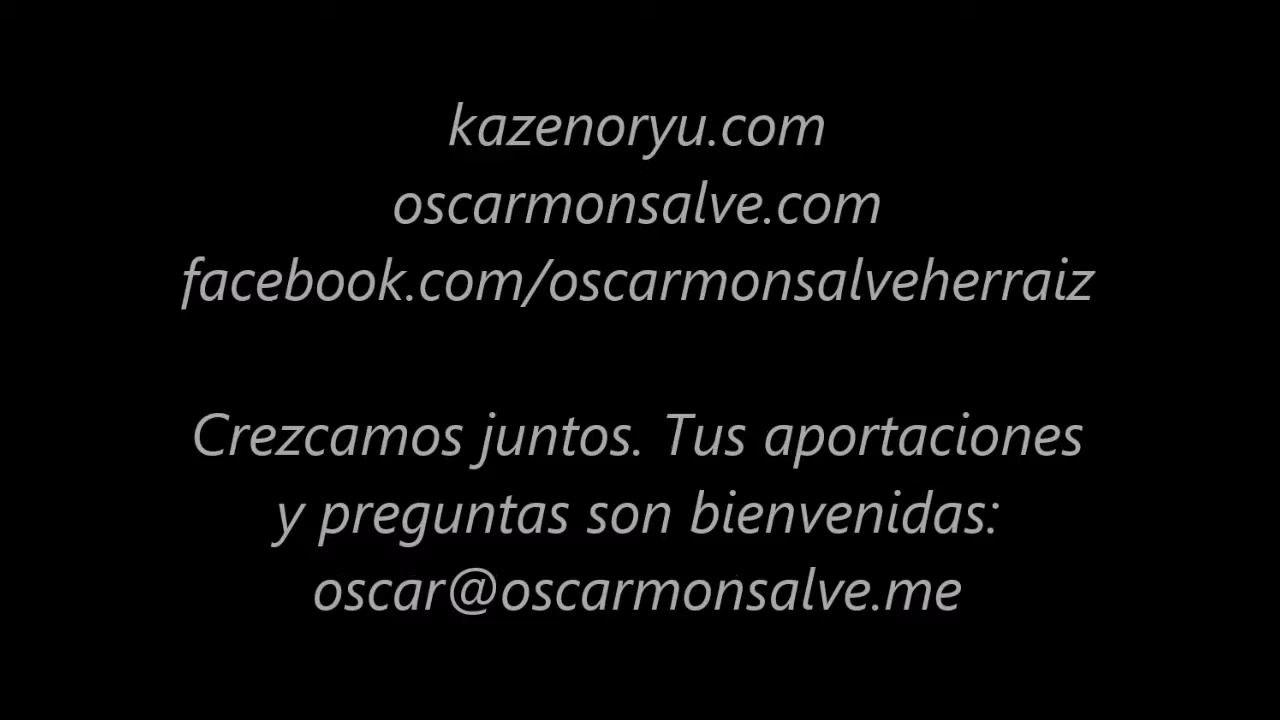 kazenoryu.com
oscarmonsalve.com
facebook.com/oscarmonsalveherraiz
Crezcamos juntos. Tus aportaciones
y preguntas son bienvenidas:
oscar@oscarmonsalve.me